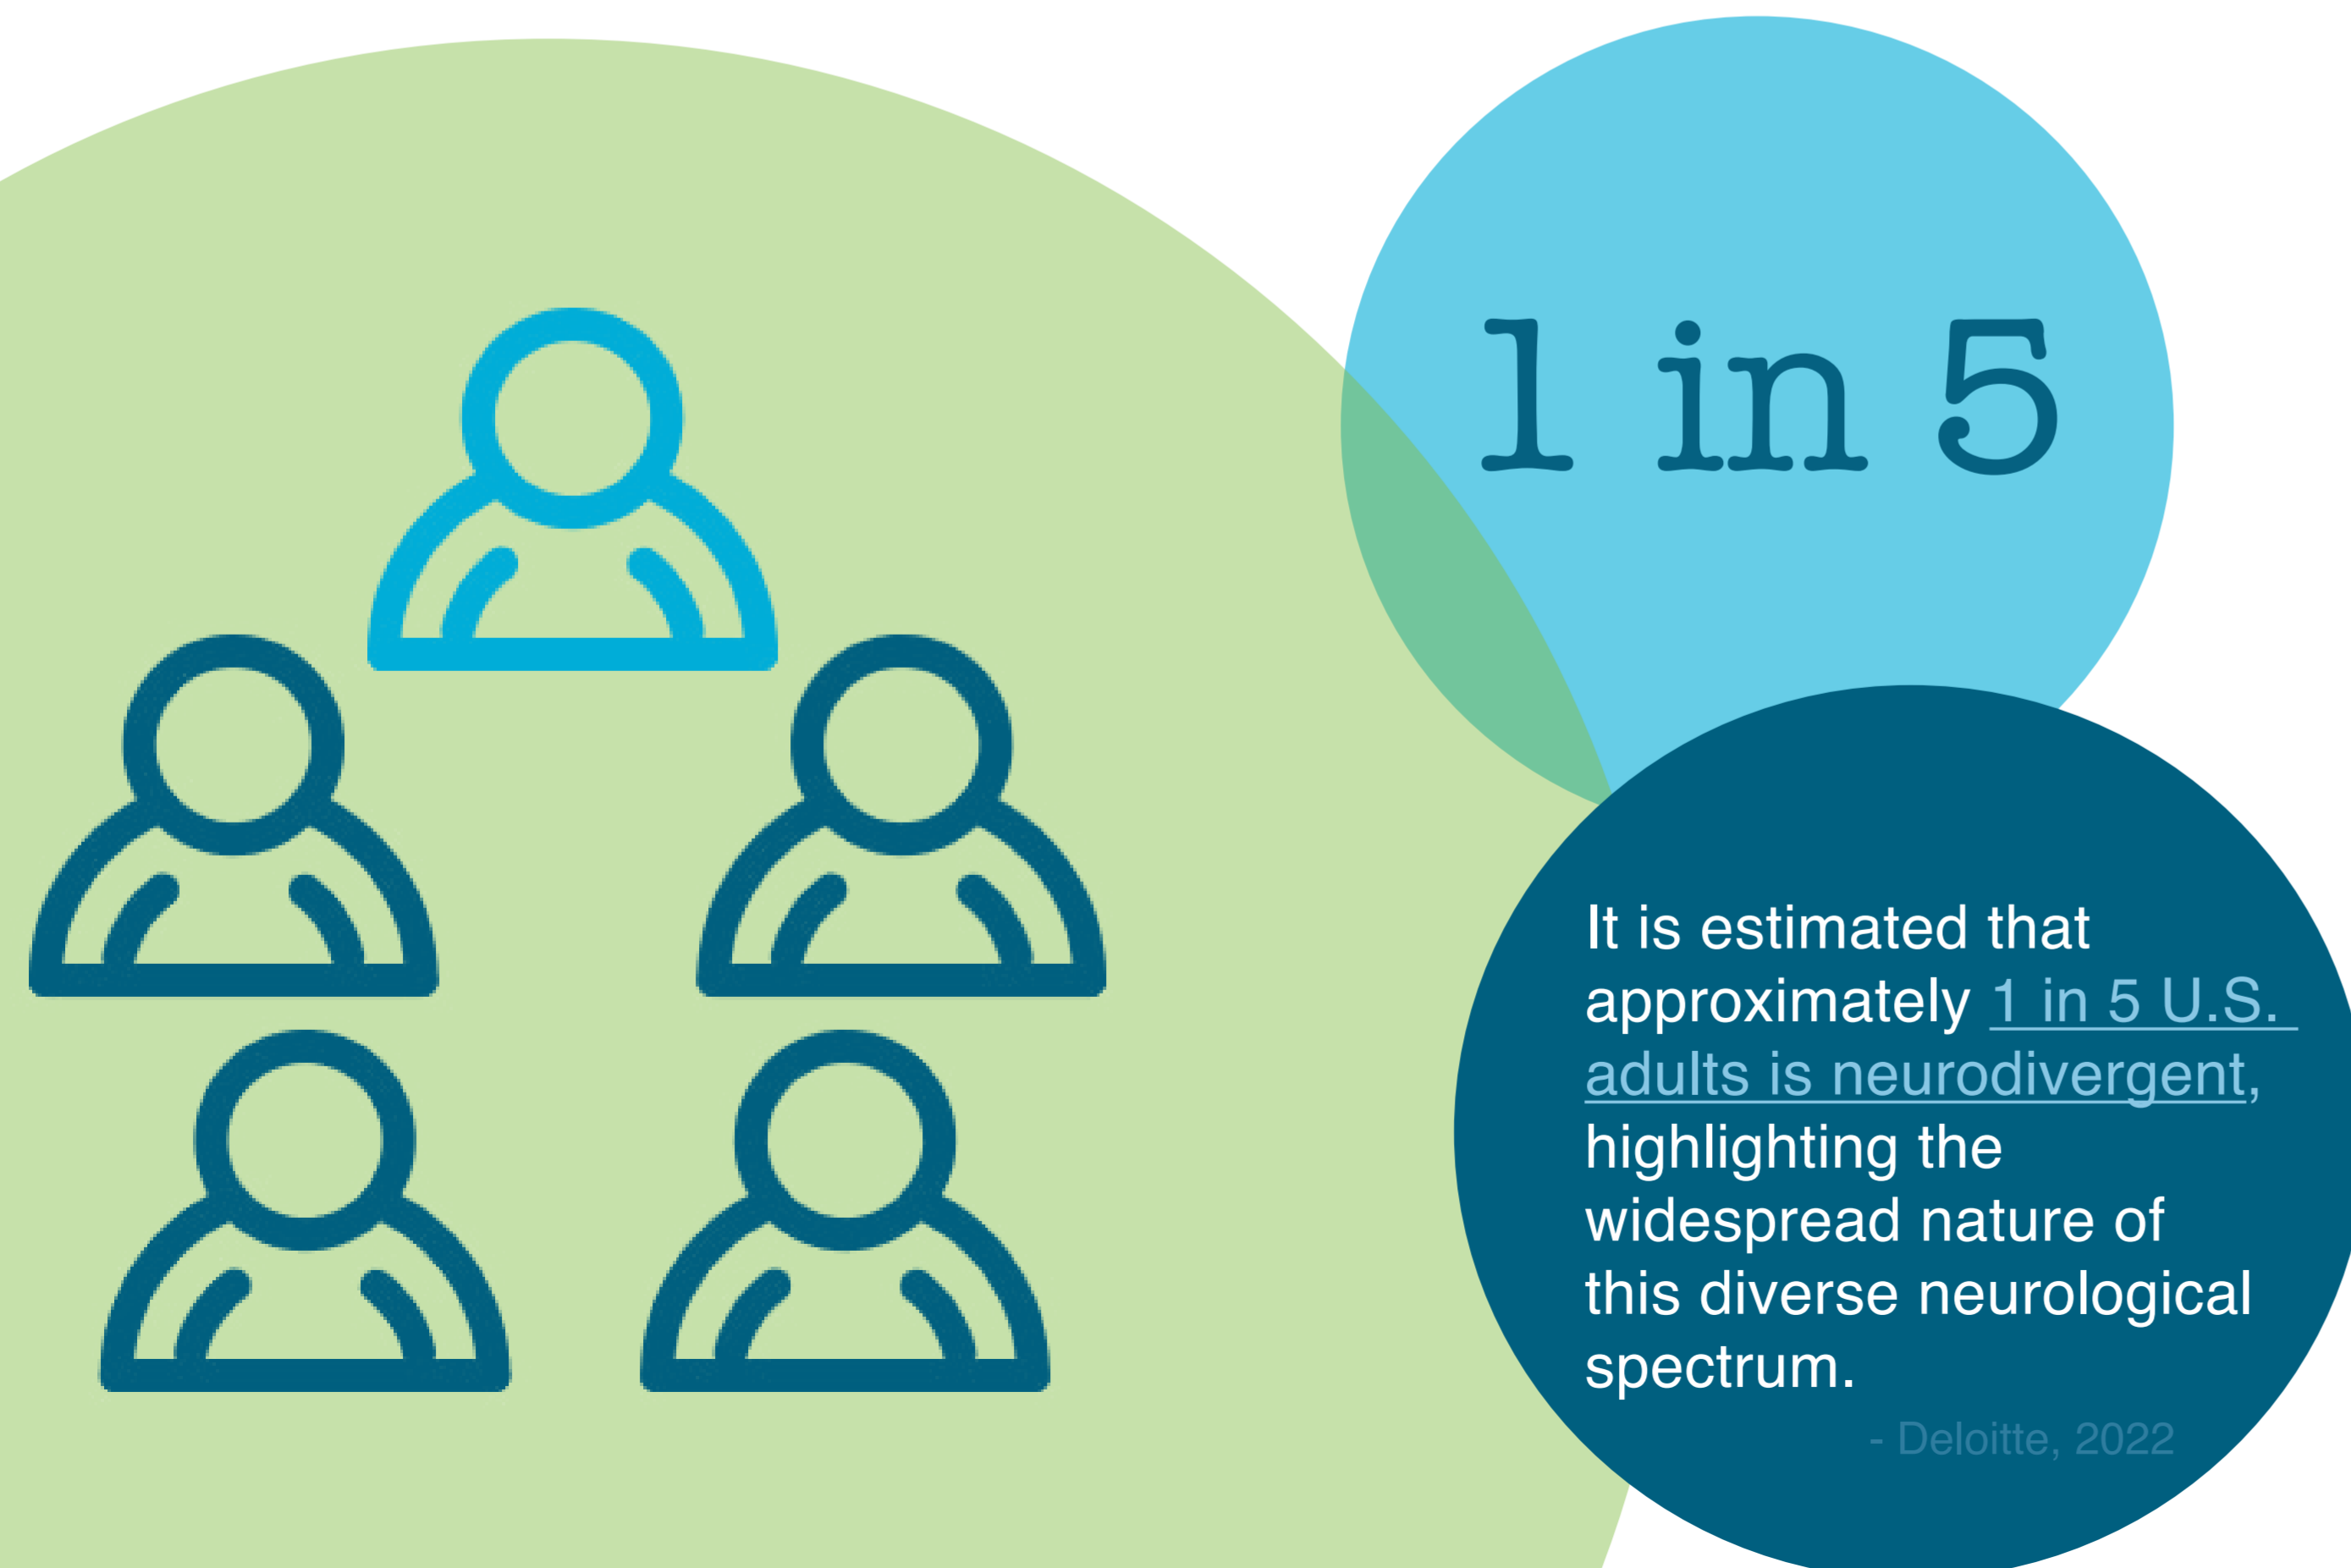 1 in 5
It is estimated that
approximately 1 in 5 U.S.
adults is neurodivergent,
highlighting the
widespread nature of
this diverse neurological
spectrum.
- Deloitte, 2022